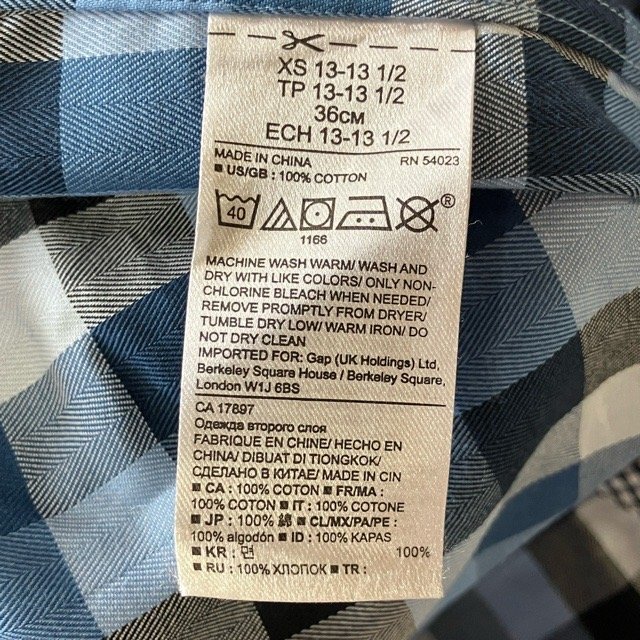 XS 13-13 1/2
TP 13-13 1/2
36CM
ECH 13-13 1/2
MADE IN CHINA RN 54023
■ US/GB : 100% COTTON
40
®
1166
MACHINE WASH WARM/ WASH AND
DRY WITH LIKE COLORS/ ONLY NON-
CHLORINE BLEACH WHEN NEEDED/
REMOVE PROMPTLY FROM DRYER/
TUMBLE DRY LOW/ WARM IRON/ DO
NOT DRY CLEAN
IMPORTED FOR: Gap (UK Holdings) Ltd,
Berkeley Square House / Berkeley Square,
London W1J 6BS
CA 17897
Одежда второго слоя
FABRIQUE EN CHINE/ HECHO EN
CHINA/ DIBUAT DI TIONGKOK/
СДЕЛАНО В КИТАЕ/ MADE IN CIN
■ CA : 100% COTON ■ FR/MA :
100% COTON ■ IT : 100% COTONE
■ JP : 100% 綿 ■ CL/MX/PA/PE :
100% algodón ■ ID : 100% KAPAS
■ KR : 면 100%
■ RU : 100% ХЛОПОК ■ TR :